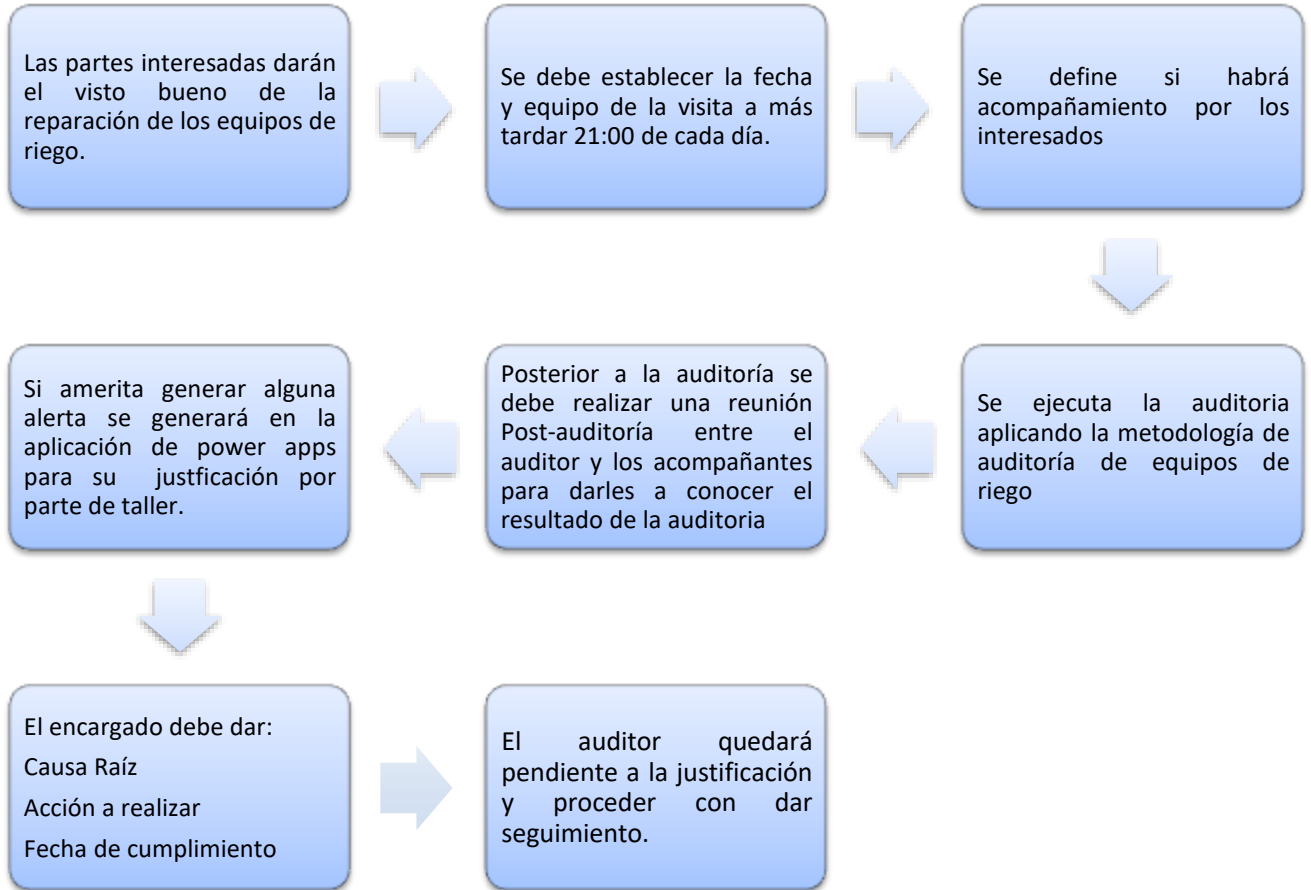 Las partes interesadas darán
el visto bueno de la
reparación de los equipos de
riego.
Se debe establecer la fecha
y equipo de la visita a más
tardar 21:00 de cada día.
Se define si habrá
acompañamiento por los
interesados
Se ejecuta la auditoria
aplicando la metodología de
auditoría de equipos de
riego
Posterior a la auditoría se
debe realizar una reunión
Post-auditoría entre el
auditor y los acompañantes
para darles a conocer el
resultado de la auditoria
Si amerita generar alguna
alerta se generará en la
aplicación de power apps
para su justficación por
parte de taller.
El encargado debe dar:
Causa Raíz
Acción a realizar
Fecha de cumplimiento
El auditor quedará
pendiente a la justificación
y proceder con dar
seguimiento.